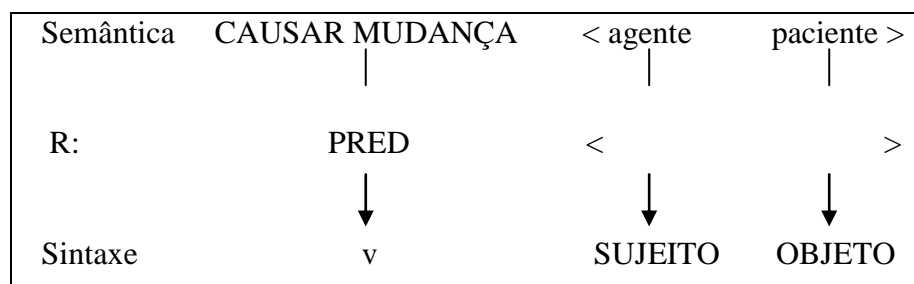 Semântica CAUSAR MUDANÇA < agente paciente >
R: PRED < >
Sintaxe v SUJEITO OBJETO